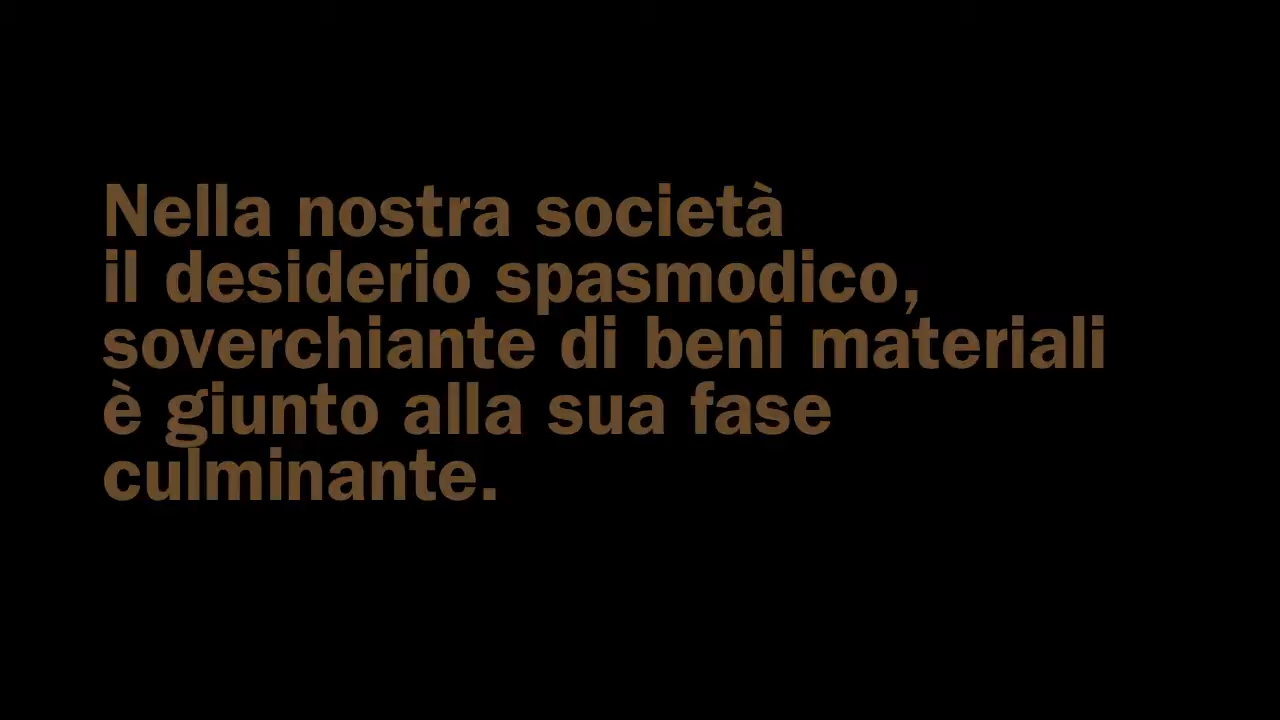 Nella nostra società
il desiderio spasmodico,
soverchiante di beni materiali
è giunto alla sua fase
culminante.